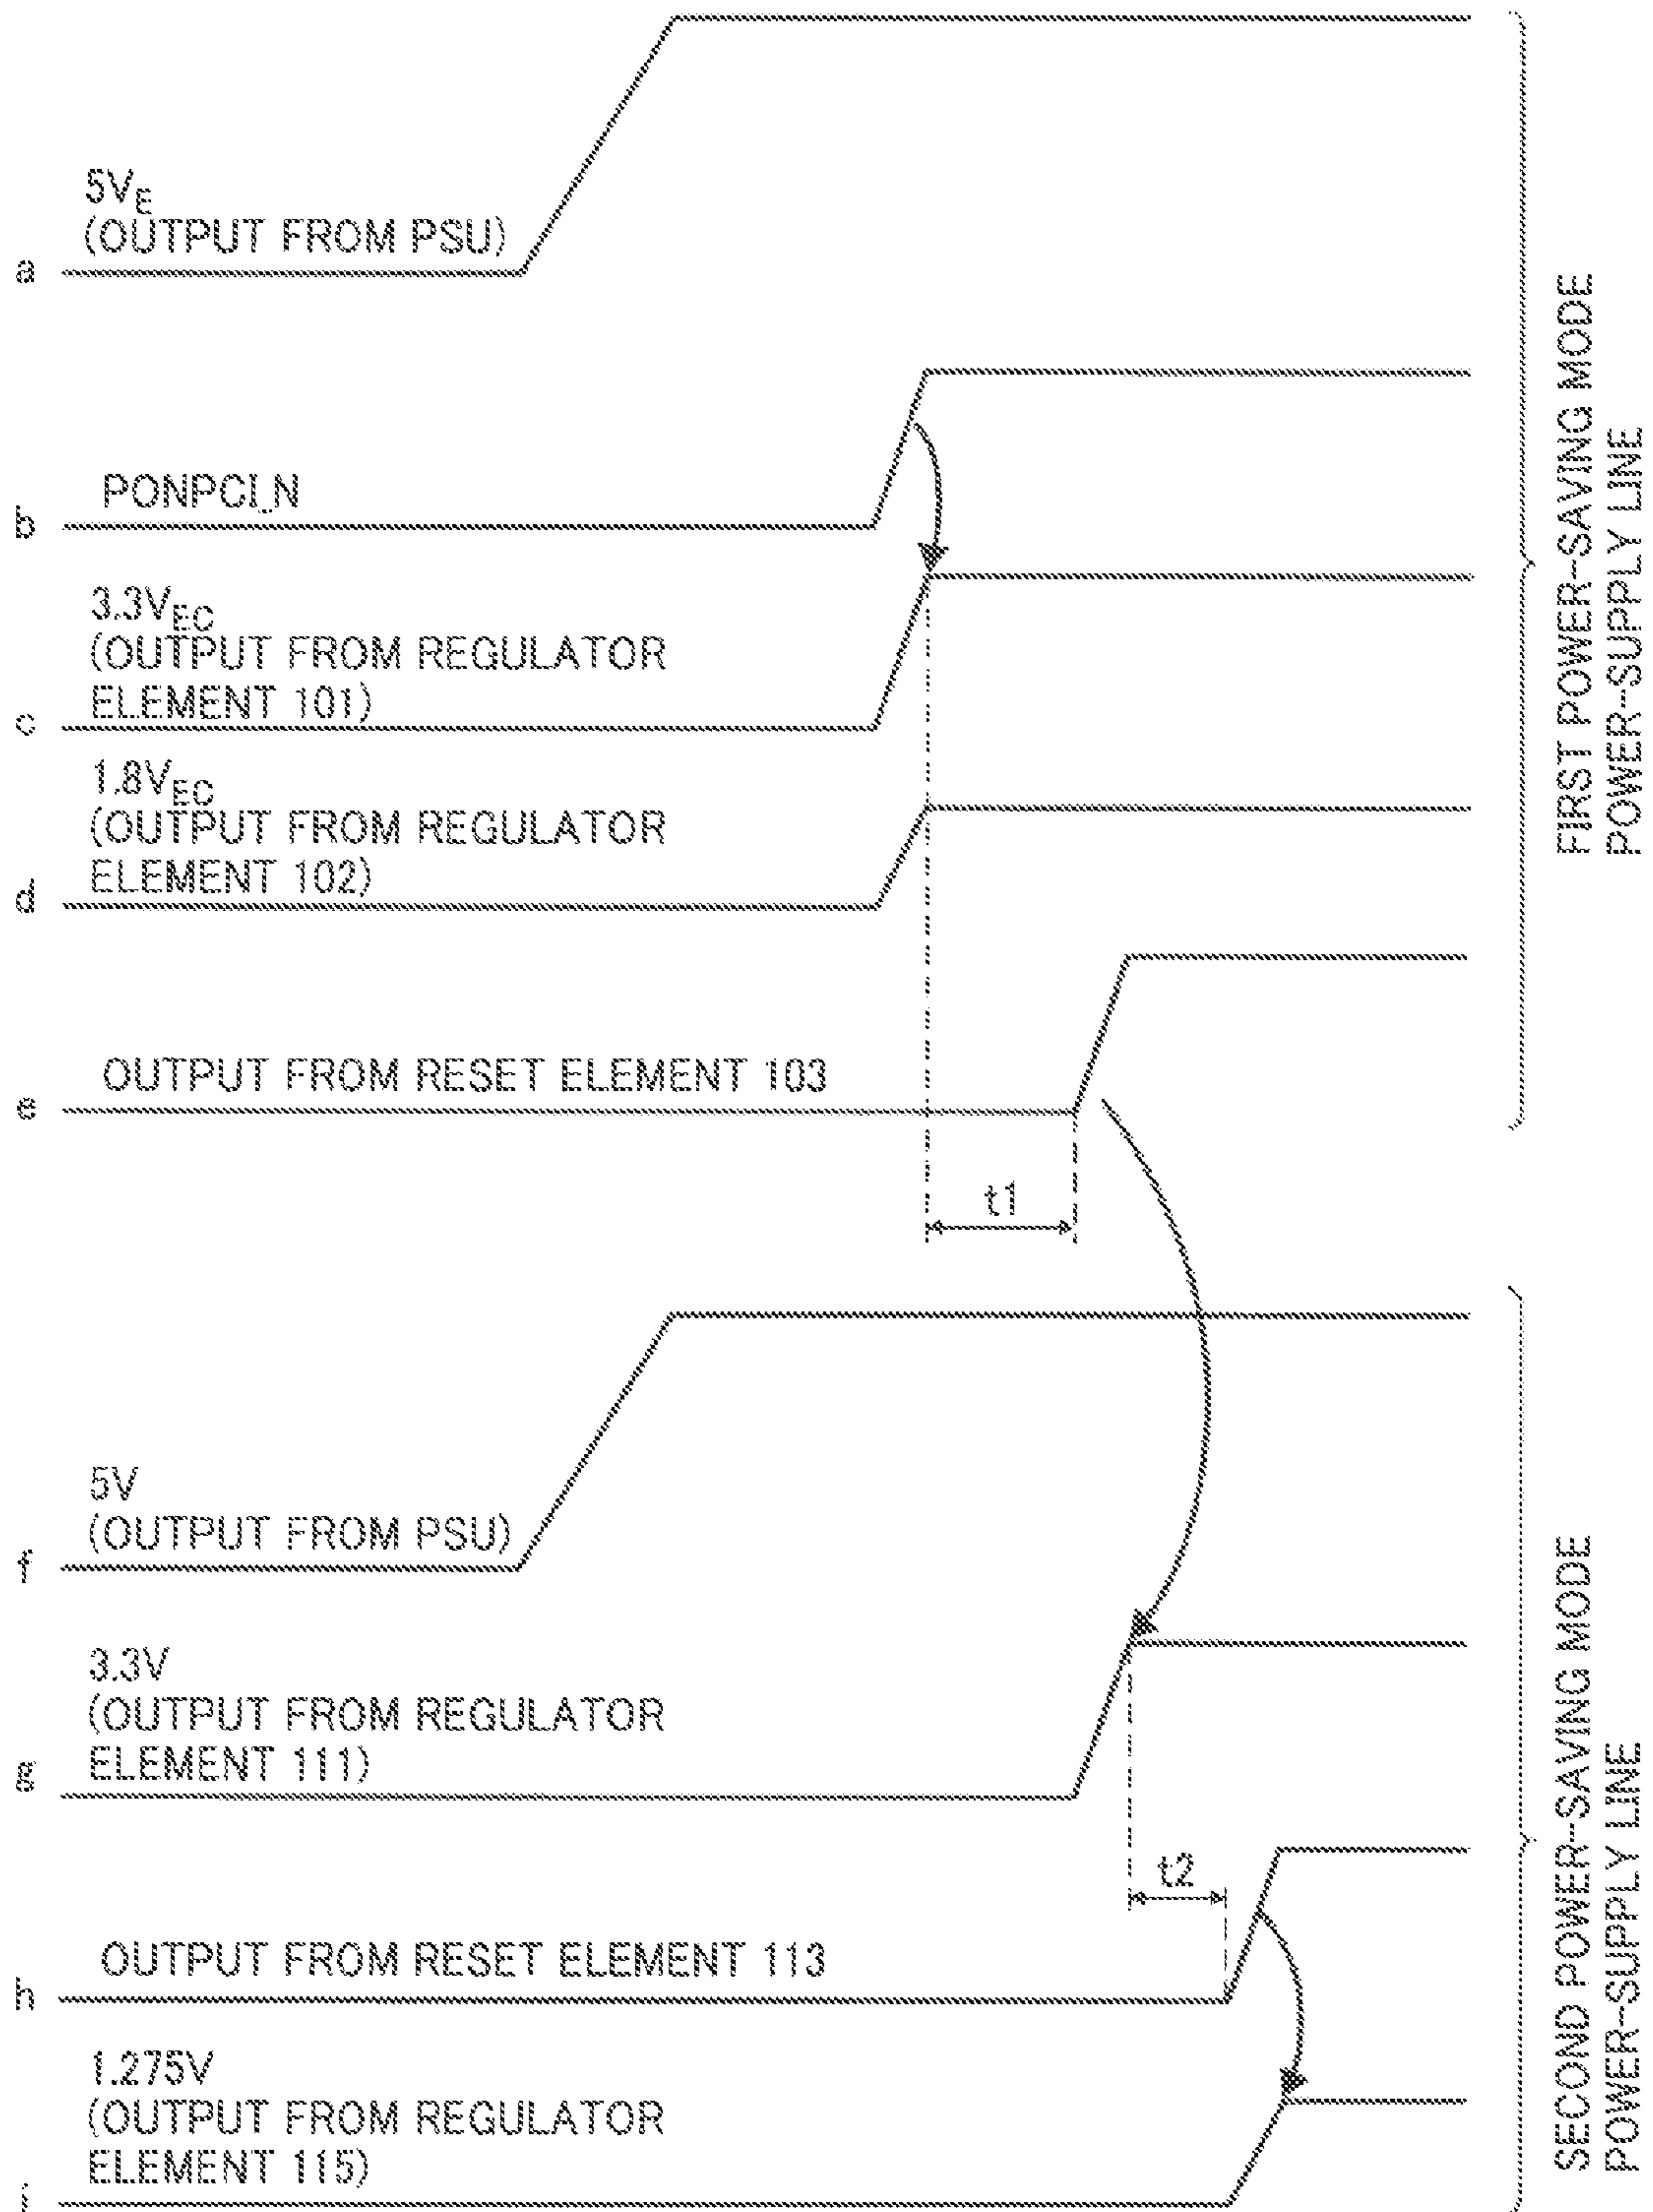 5VE
(OUTPUT FROM PSU)
a
PONPCI_N
b
3.3VEC
(OUTPUT FROM REGULATOR
ELEMENT 101)
c
1.8VEC
(OUTPUT FROM REGULATOR
ELEMENT 102)
d
OUTPUT FROM RESET ELEMENT 103
e
t1
FIRST POWER-SAVING MODE
POWER-SUPPLY LINE
5V
(OUTPUT FROM PSU)
f
3.3V
(OUTPUT FROM REGULATOR
ELEMENT 111)
g
t2
OUTPUT FROM RESET ELEMENT 113
h
1.275V
(OUTPUT FROM REGULATOR
ELEMENT 115)
i
SECOND POWER-SAVING MODE
POWER-SUPPLY LINE